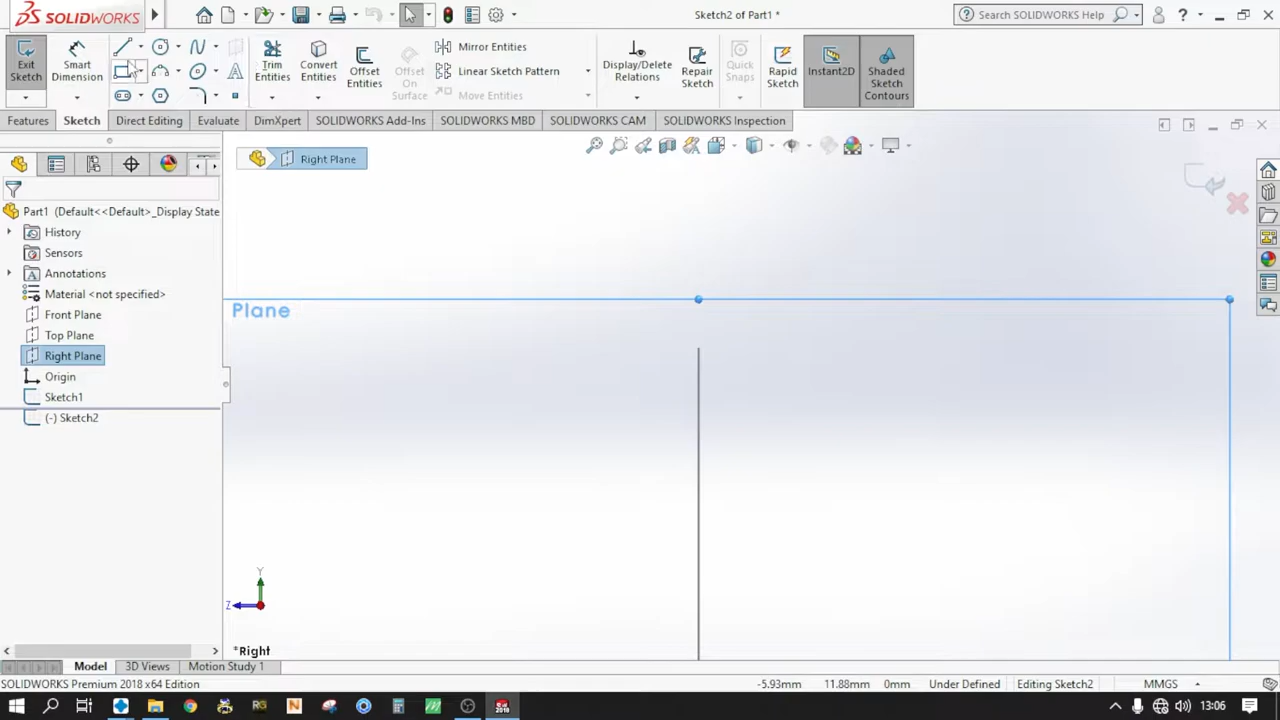 SOLIDWORKS
Sketch2 of Part1 *
Search SOLIDWORKS Help
?
Exit Sketch
Smart Dimension
Trim Entities
Convert Entities
Offset Entities
Offset On Surface
Mirror Entities
Linear Sketch Pattern
Move Entities
Display/Delete Relations
Repair Sketch
Quick Snaps
Rapid Sketch
Instant2D
Shaded Sketch Contours
Features
Sketch
Direct Editing
Evaluate
DimXpert
SOLIDWORKS Add-Ins
SOLIDWORKS MBD
SOLIDWORKS CAM
SOLIDWORKS Inspection
Right Plane
Part1 (Default<<Default>_Display State
History
Sensors
Annotations
Material <not specified>
Front Plane
Top Plane
Right Plane
Origin
Sketch1
(-) Sketch2
Plane
Y
Z
*Right
Model
3D Views
Motion Study 1
SOLIDWORKS Premium 2018 x64 Edition
-5.93mm
11.88mm
0mm
Under Defined
Editing Sketch2
MMGS
13:06